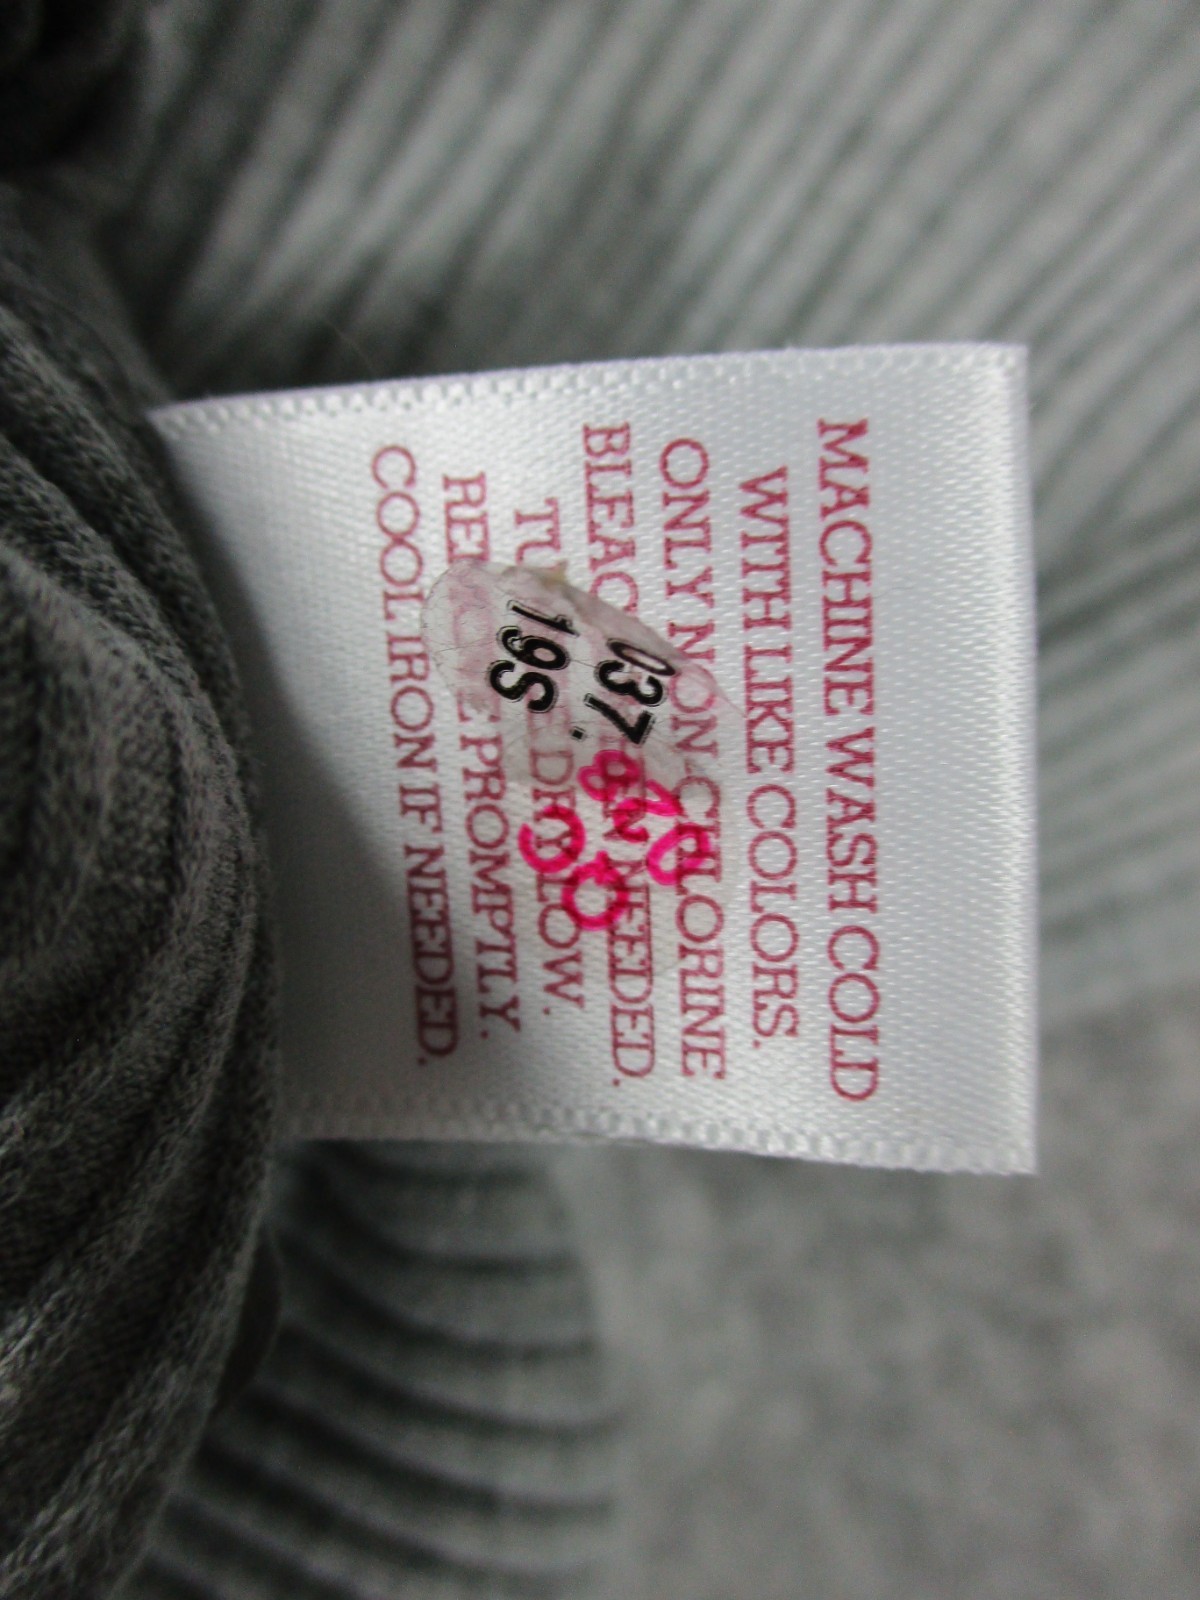 MACHINE WASH COLD
WITH LIKE COLORS.
ONLY NON-CHLORINE
BLEACH WHEN NEEDED.
TUMBLE DRY LOW.
REMOVE PROMPTLY.
COOL IRON IF NEEDED.
037.
19S